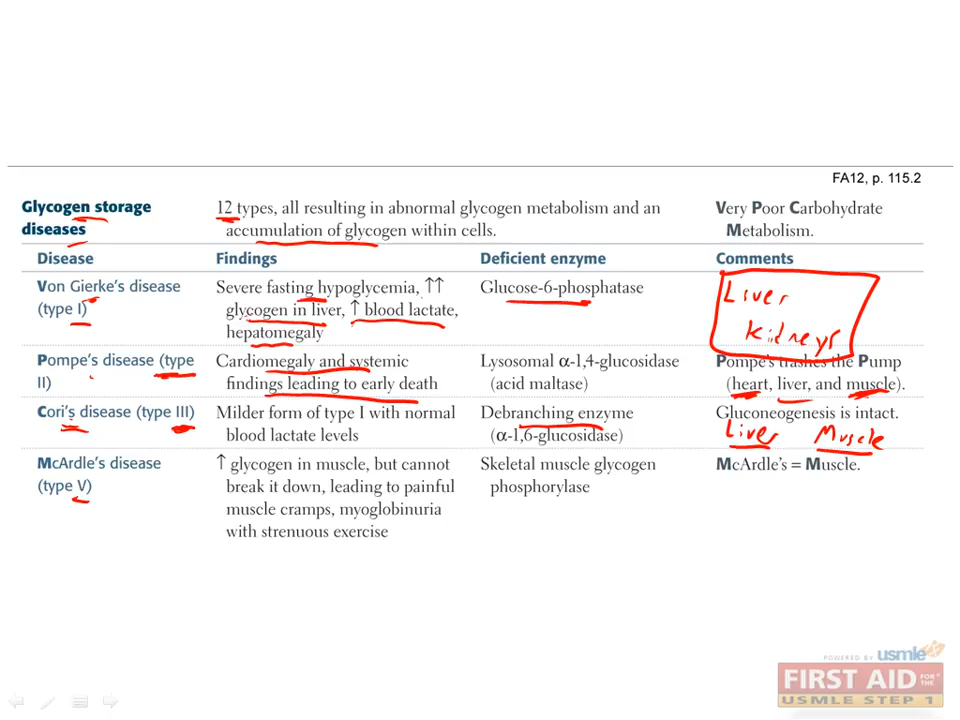 FA12, p. 115.2
Glycogen storage diseases
12 types, all resulting in abnormal glycogen metabolism and an accumulation of glycogen within cells.
Very Poor Carbohydrate Metabolism.
Disease Findings Deficient enzyme Comments
Von Gierke's disease (type I)
Severe fasting hypoglycemia, ↑↑ glycogen in liver, ↑ blood lactate, hepatomegaly
Glucose-6-phosphatase
Liver
Kidneys
Pompe's disease (type II)
Cardiomegaly and systemic findings leading to early death
Lysosomal α-1,4-glucosidase (acid maltase)
Pompe's trashes the Pump (heart, liver, and muscle).
Cori's disease (type III)
Milder form of type I with normal blood lactate levels
Debranching enzyme (α-1,6-glucosidase)
Gluconeogenesis is intact.
Liver Muscle
McArdle's disease (type V)
↑ glycogen in muscle, but cannot break it down, leading to painful muscle cramps, myoglobinuria with strenuous exercise
Skeletal muscle glycogen phosphorylase
McArdle's = Muscle.
POWERED BY usmle
FIRST AID FOR THE
USMLE STEP 1